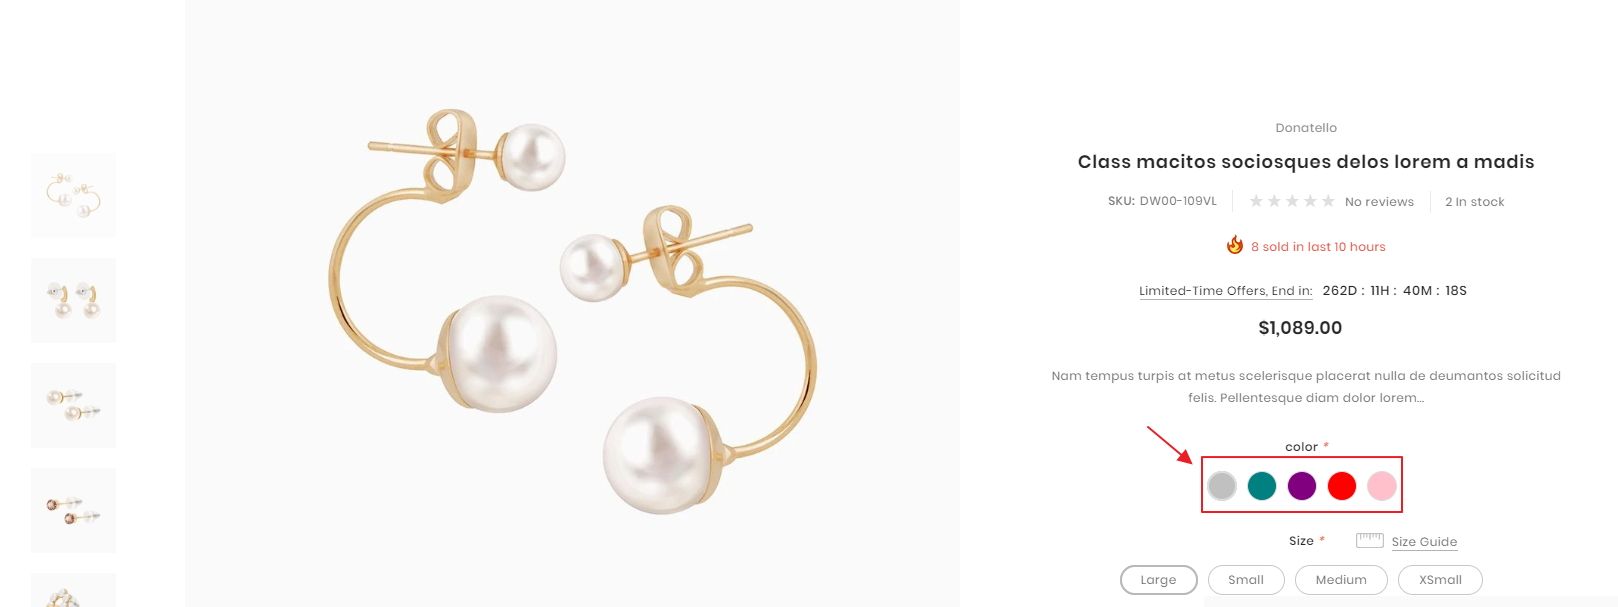 Donatello
Class macitos sociosques delos lorem a madis
SKU: DW00-109VL No reviews 2 In stock
8 sold in last 10 hours
Limited-Time Offers, End in: 262D : 11H : 40M : 18S
$1,089.00
Nam tempus turpis at metus scelerisque placerat nulla de deumantos solicitud
felis. Pellentesque diam dolor lorem...
color *
Size * Size Guide
Large Small Medium XSmall